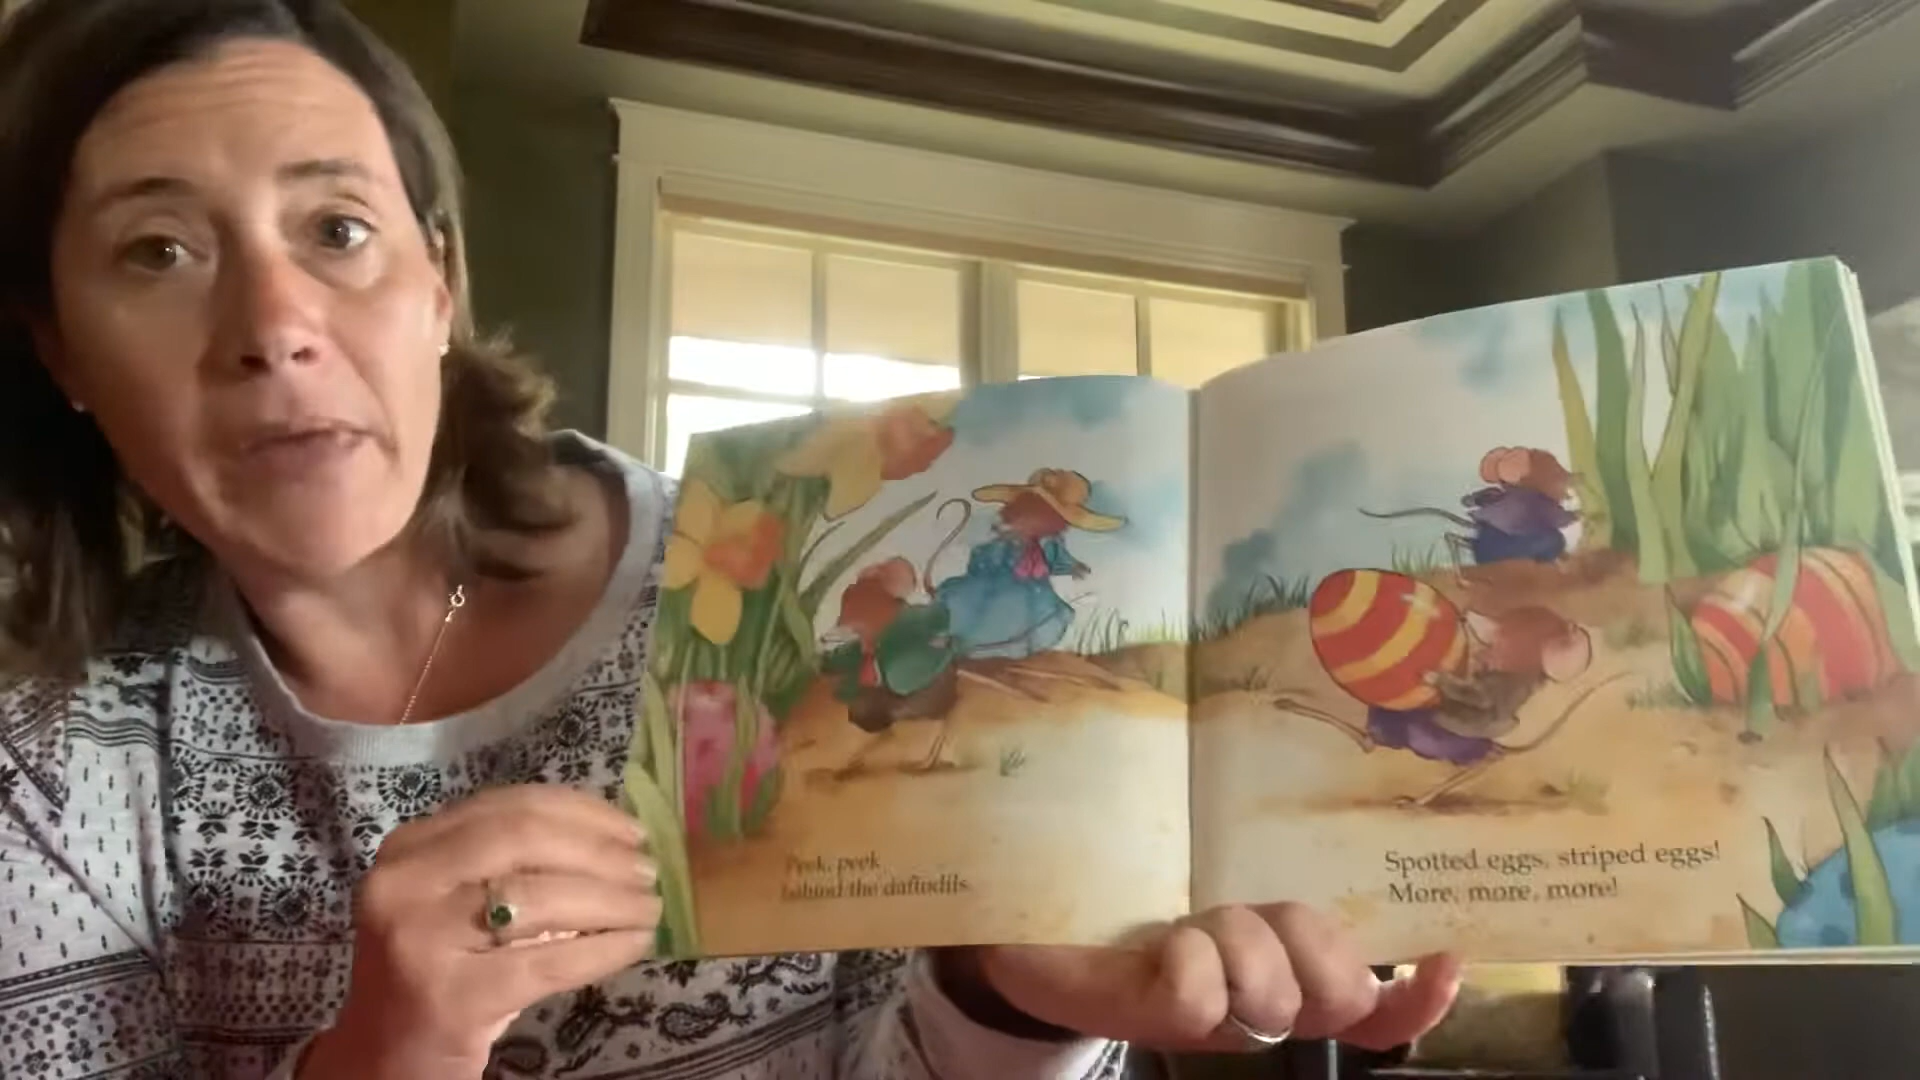 Peek, peek
behind the daffodils.
Spotted eggs, striped eggs!
More, more, more!